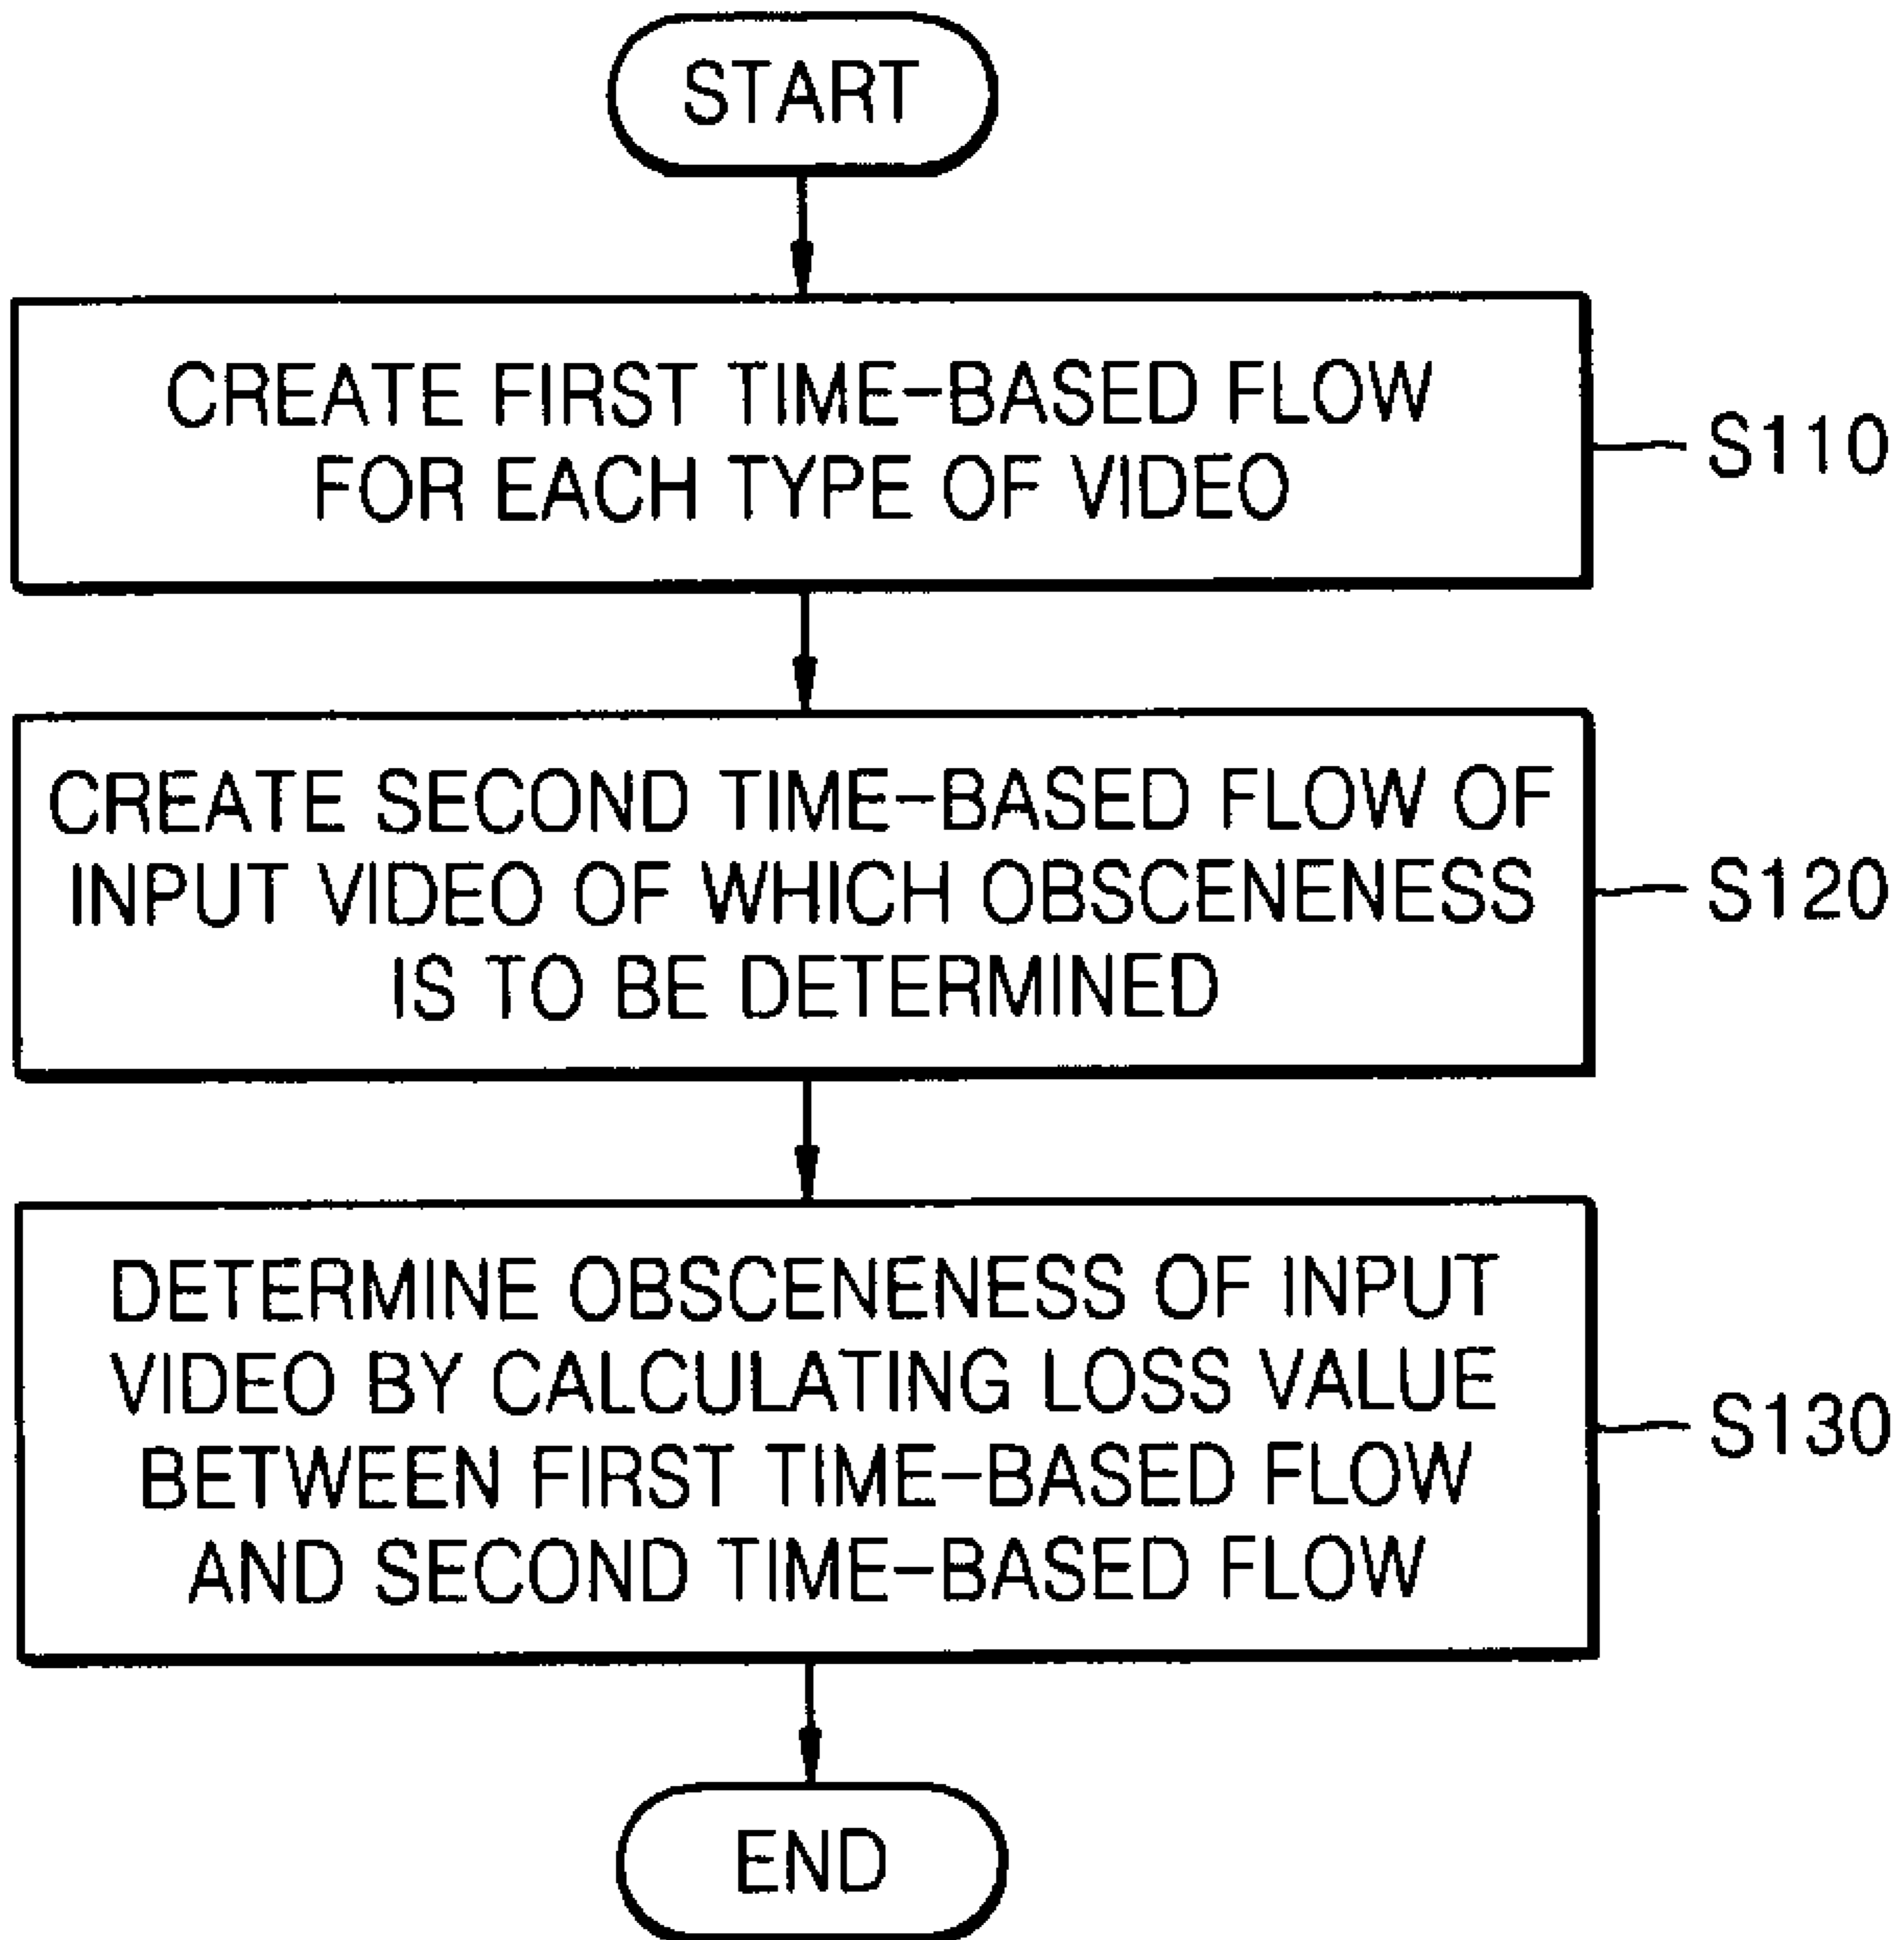 START
CREATE FIRST TIME-BASED FLOW
FOR EACH TYPE OF VIDEO
S110
CREATE SECOND TIME-BASED FLOW OF
INPUT VIDEO OF WHICH OBSCENENESS
IS TO BE DETERMINED
S120
DETERMINE OBSCENENESS OF INPUT
VIDEO BY CALCULATING LOSS VALUE
BETWEEN FIRST TIME-BASED FLOW
AND SECOND TIME-BASED FLOW
S130
END